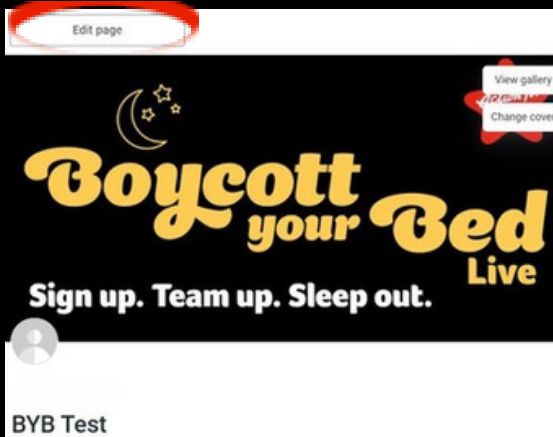 Edit page
View gallery
Change cover
Boycott
your Bed
Live
Sign up. Team up. Sleep out.
BYB Test